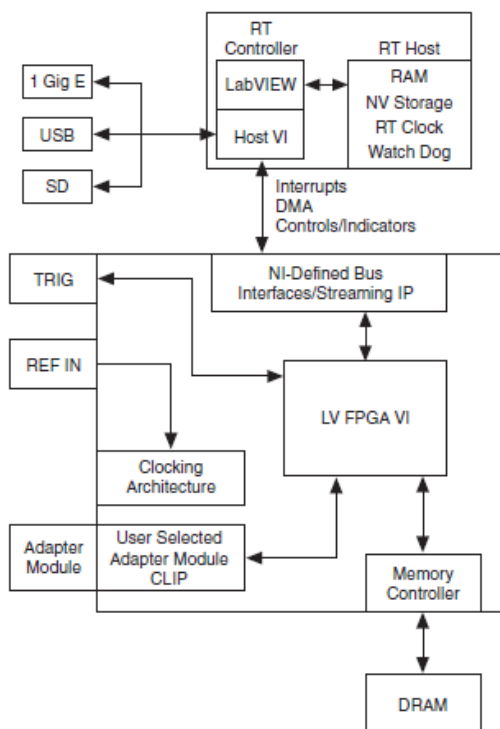 RT
Controller
RT Host
LabVIEW
Host VI
RAM
NV Storage
RT Clock
Watch Dog
1 Gig E
USB
SD
Interrupts
DMA
Controls/Indicators
TRIG
NI-Defined Bus
Interfaces/Streaming IP
REF IN
LV FPGA VI
Clocking
Architecture
Adapter
Module
User Selected
Adapter Module
CLIP
Memory
Controller
DRAM